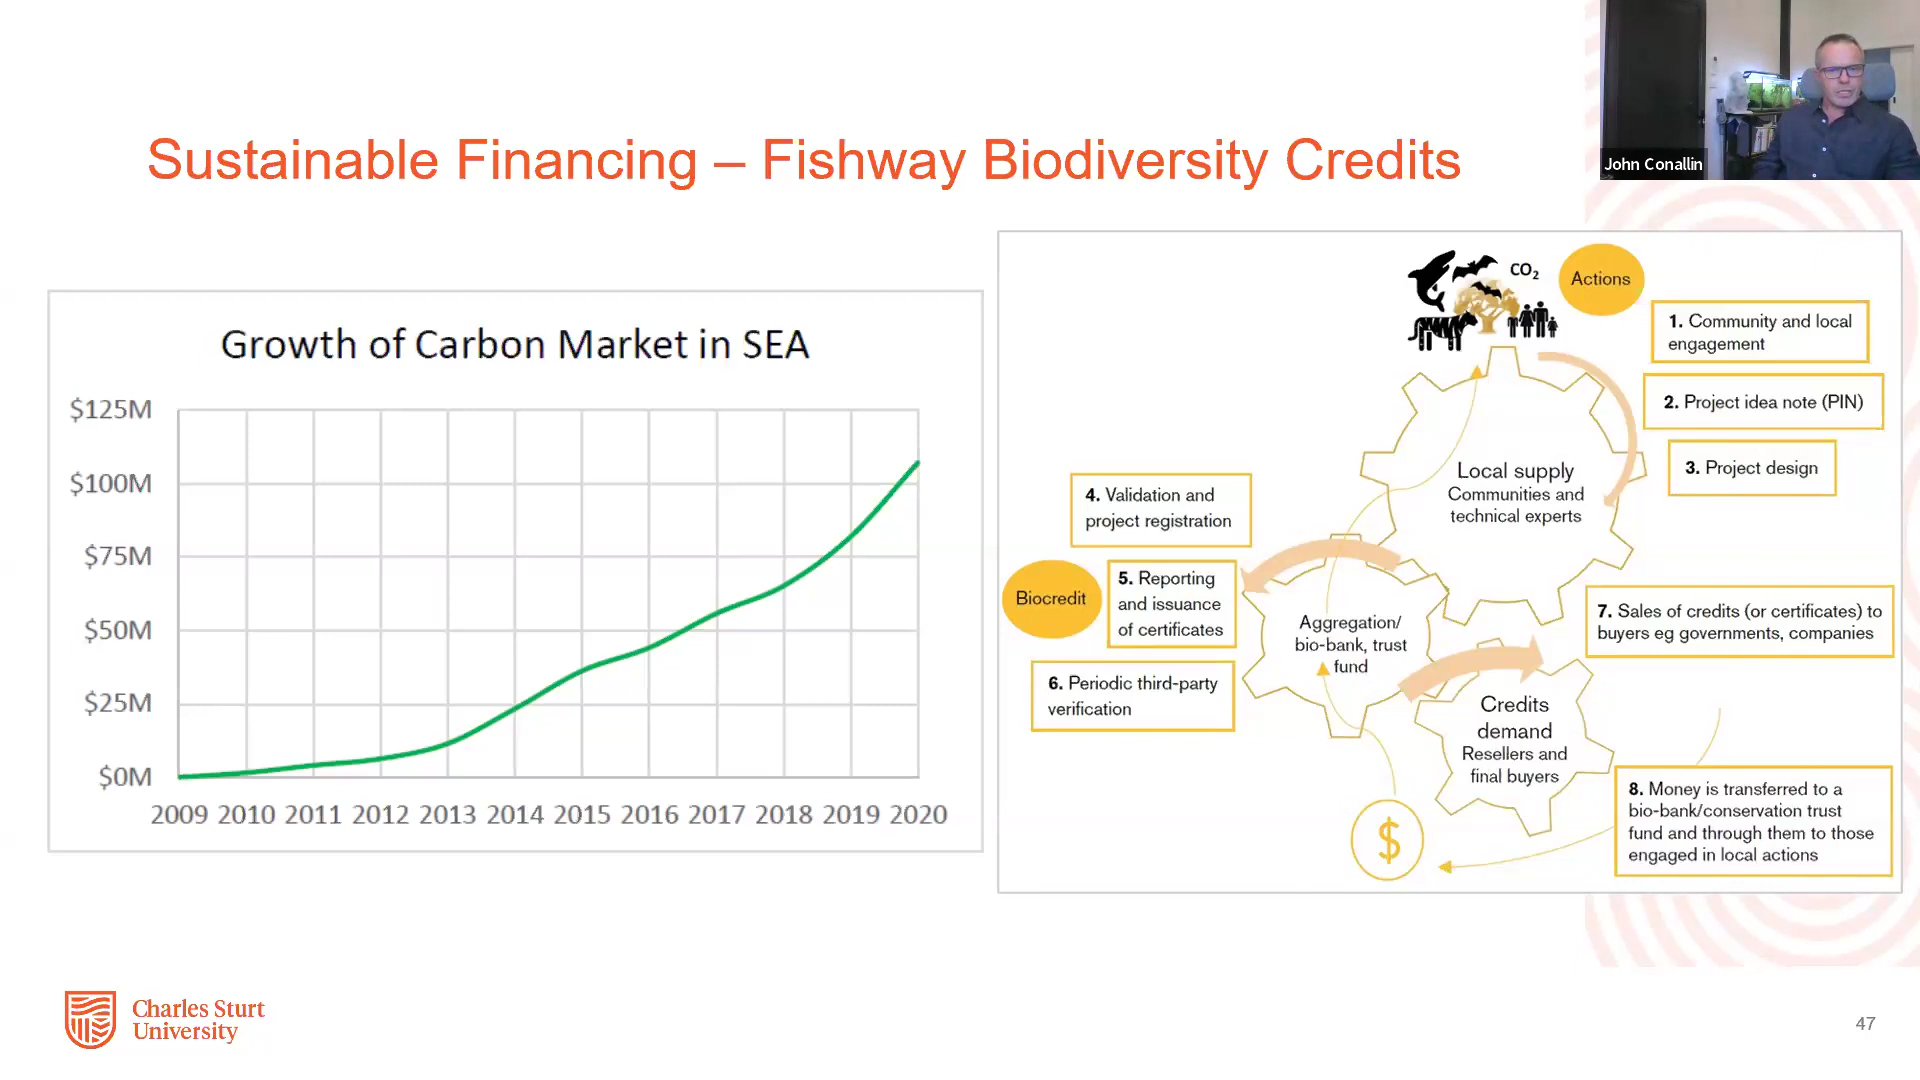 Sustainable Financing – Fishway Biodiversity Credits
John Conallin
Growth of Carbon Market in SEA
$125M
$100M
$75M
$50M
$25M
$0M
2009 2010 2011 2012 2013 2014 2015 2016 2017 2018 2019 2020
CO₂
Actions
1. Community and local
engagement
2. Project idea note (PIN)
3. Project design
Local supply
Communities and
technical experts
4. Validation and
project registration
Biocredit
5. Reporting
and issuance
of certificates
6. Periodic third-party
verification
Aggregation/
bio-bank, trust
fund
7. Sales of credits (or certificates) to
buyers eg governments, companies
Credits
demand
Resellers and
final buyers
8. Money is transferred to a
bio-bank/conservation trust
fund and through them to those
engaged in local actions
$
Charles Sturt
University
47